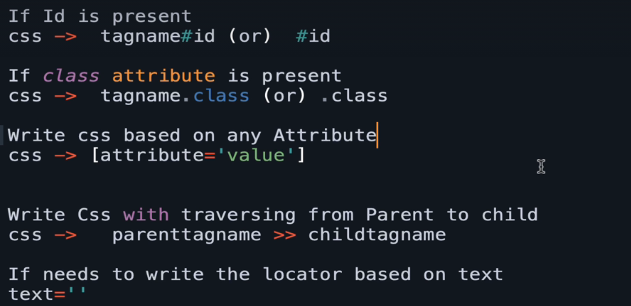 If Id is present
css ->  tagname#id (or)  #id
If class attribute is present
css ->  tagname.class (or) .class
Write css based on any Attribute
css -> [attribute='value']
Write Css with traversing from Parent to child
css ->   parenttagname >> childtagname
If needs to write the locator based on text
text=''